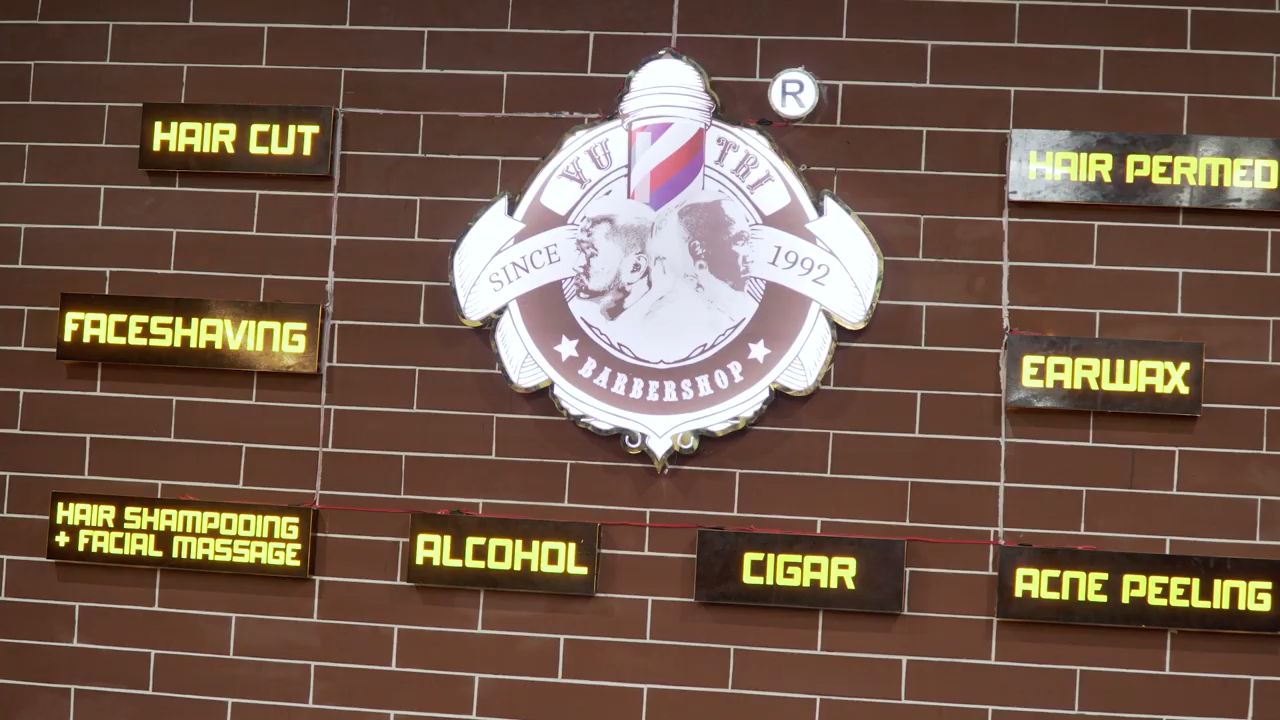 R
HAIR CUT
YU TRI
HAIR PERMED
SINCE 1992
FACESHAVING
EARWAX
BARBERSHOP
HAIR SHAMPOOING
+ FACIAL MASSAGE
ALCOHOL
CIGAR
ACNE PEELING